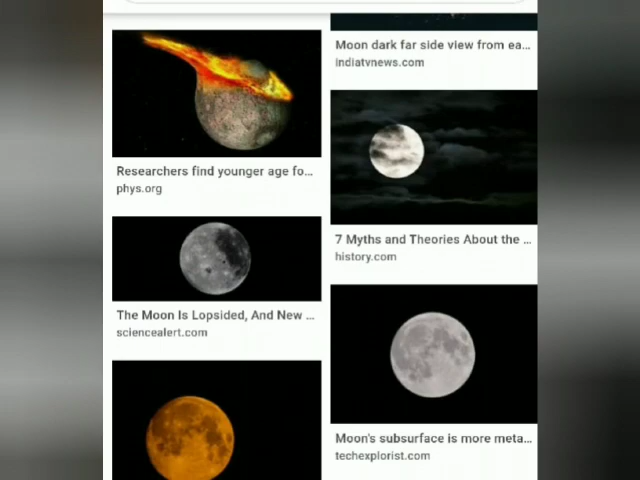 Moon dark far side view from ea...
indiatvnews.com
Researchers find younger age fo...
phys.org
7 Myths and Theories About the ...
history.com
The Moon Is Lopsided, And New ...
sciencealert.com
Moon's subsurface is more meta...
techexplorist.com